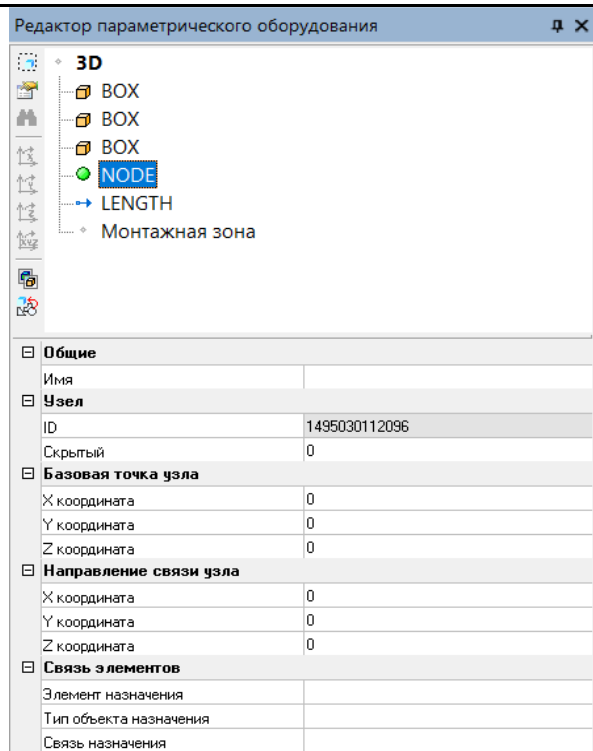 Редактор параметрического оборудования
3D
BOX
BOX
BOX
NODE
LENGTH
Монтажная зона
Общие
Имя
Узел
ID 1495030112096
Скрытый 0
Базовая точка узла
X координата 0
Y координата 0
Z координата 0
Направление связи узла
X координата 0
Y координата 0
Z координата 0
Связь элементов
Элемент назначения
Тип объекта назначения
Связь назначения